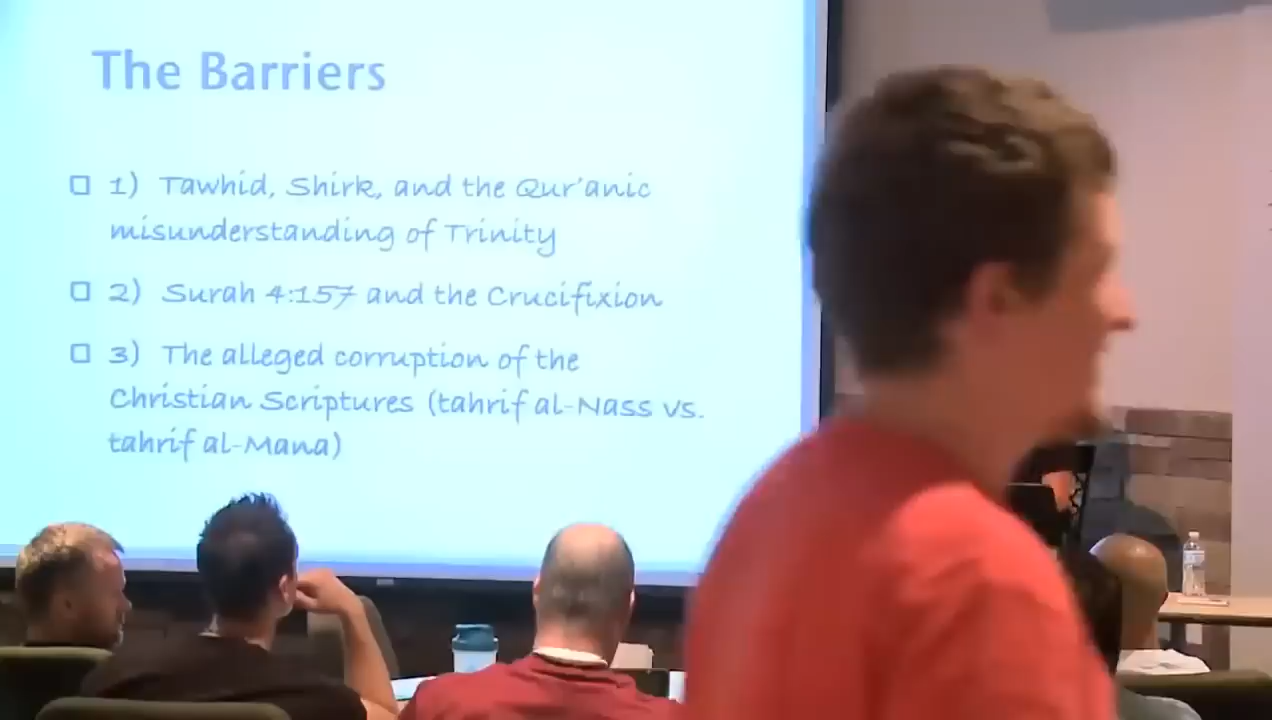 The Barriers
1) Tawhid, Shirk, and the Qur'anic
misunderstanding of Trinity
2) Surah 4:157 and the Crucifixion
3) The alleged corruption of the
Christian Scriptures (tahrif al-Nass vs.
tahrif al-Mana)